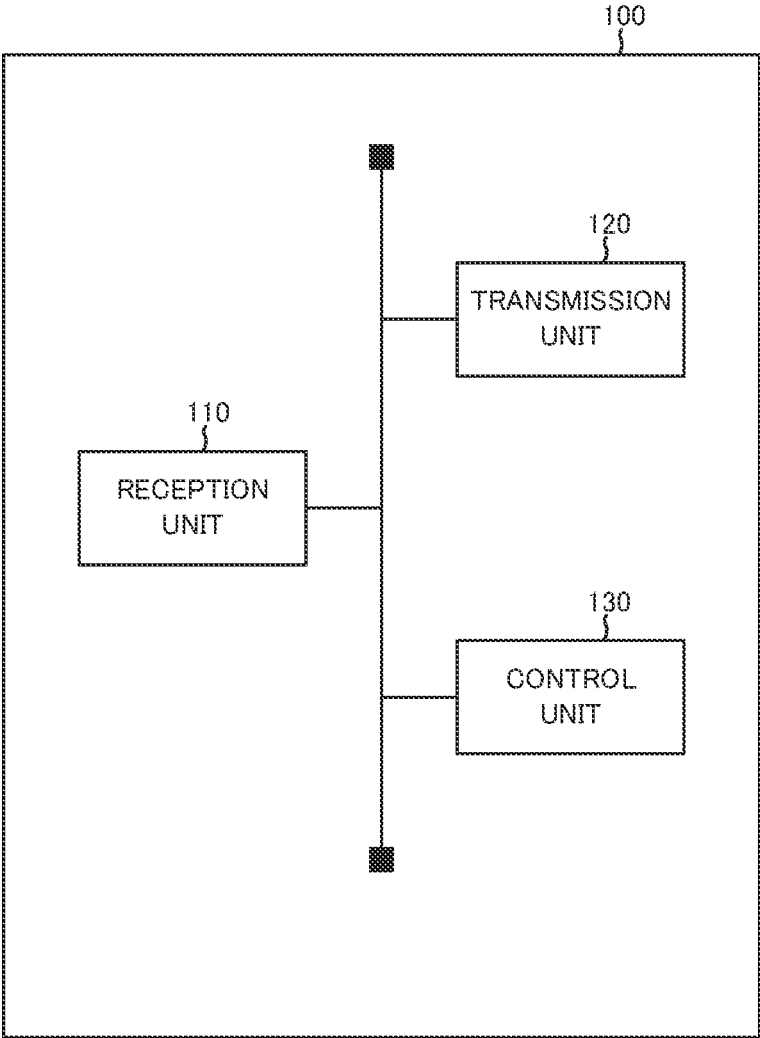 100
120
TRANSMISSION
UNIT
110
RECEPTION
UNIT
130
CONTROL
UNIT